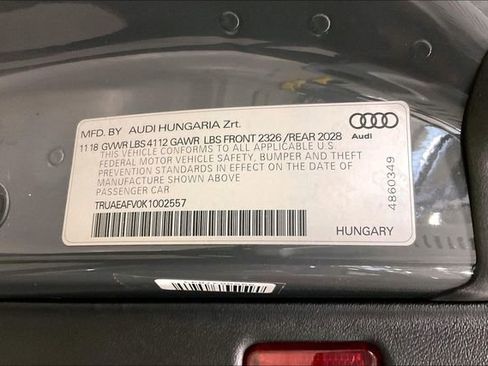 MFD. BY AUDI HUNGARIA Zrt.
1118 GVWR LBS 4112 GAWR LBS FRONT 2326 /REAR 2028
THIS VEHICLE CONFORMS TO ALL APPLICABLE U.S.
FEDERAL MOTOR VEHICLE SAFETY, BUMPER AND THEFT
PREVENTION STANDARDS IN EFFECT ON THE DATE OF
MANUFACTURE SHOWN ABOVE
PASSENGER CAR
TRUAEAFV0K1002557
Audi
4860349
HUNGARY